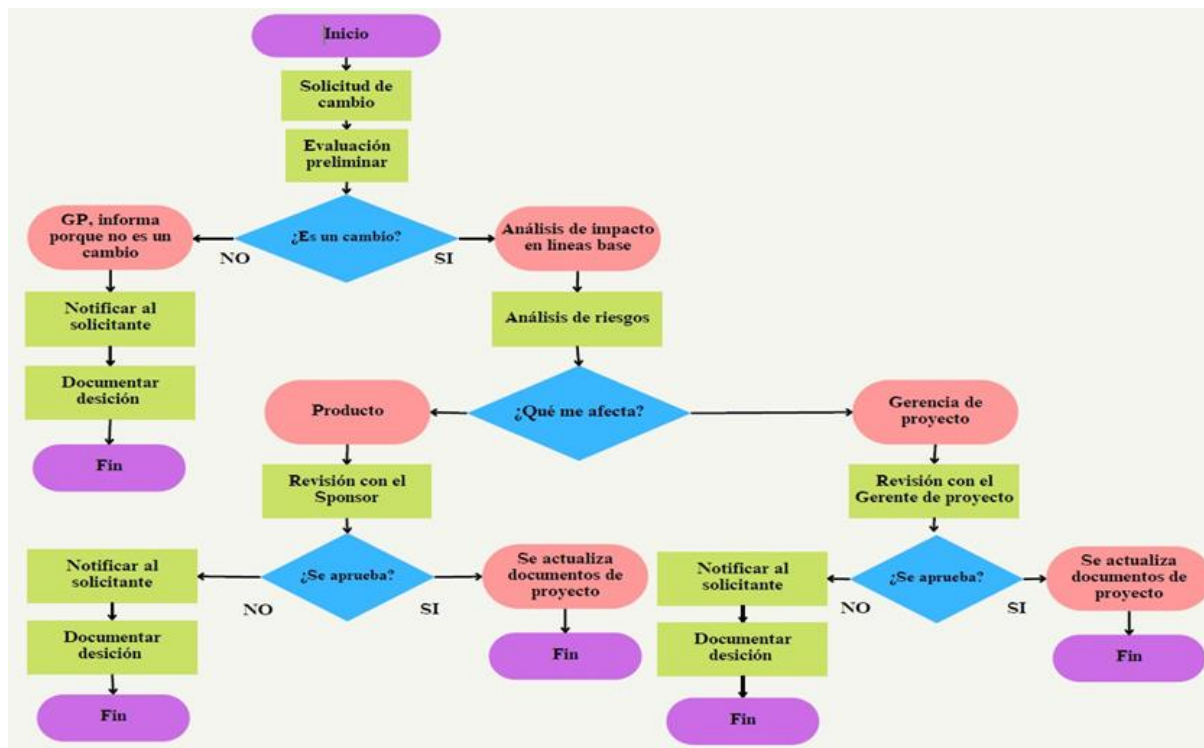 Inicio
Solicitud de
cambio
Evaluación
preliminar
GP, informa
porque no es un
cambio
¿Es un cambio?
NO
SI
Análisis de impacto
en líneas base
Notificar al
solicitante
Análisis de riesgos
Documentar
desición
Fin
Producto
¿Qué me afecta?
Gerencia de
proyecto
Revisión con el
Sponsor
Revisión con el
Gerente de proyecto
Notificar al
solicitante
¿Se aprueba?
NO
SI
Se actualiza
documentos de
proyecto
Notificar al
solicitante
¿Se aprueba?
NO
SI
Se actualiza
documentos de
proyecto
Documentar
desición
Fin
Documentar
desición
Fin
Fin
Fin